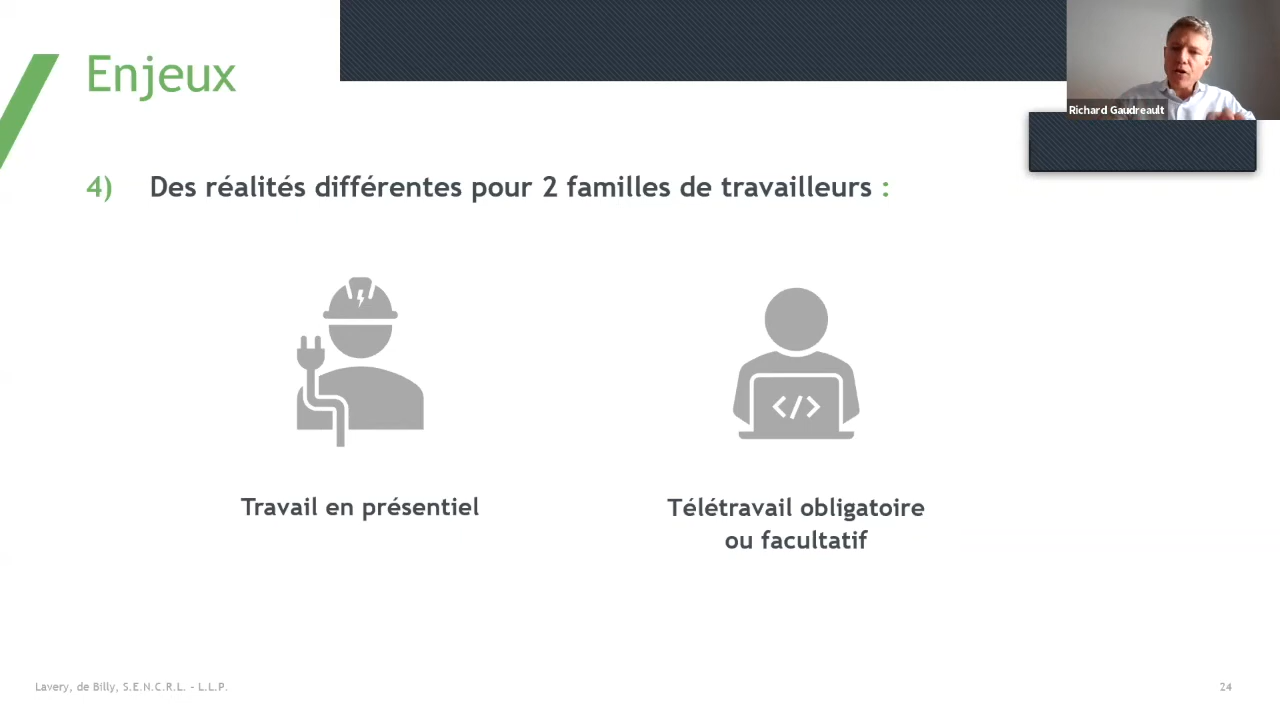 Enjeux
Richard Gaudreault
4) Des réalités différentes pour 2 familles de travailleurs :
</>
Travail en présentiel
Télétravail obligatoire
ou facultatif
Lavery, de Billy, S.E.N.C.R.L. - L.L.P.
24